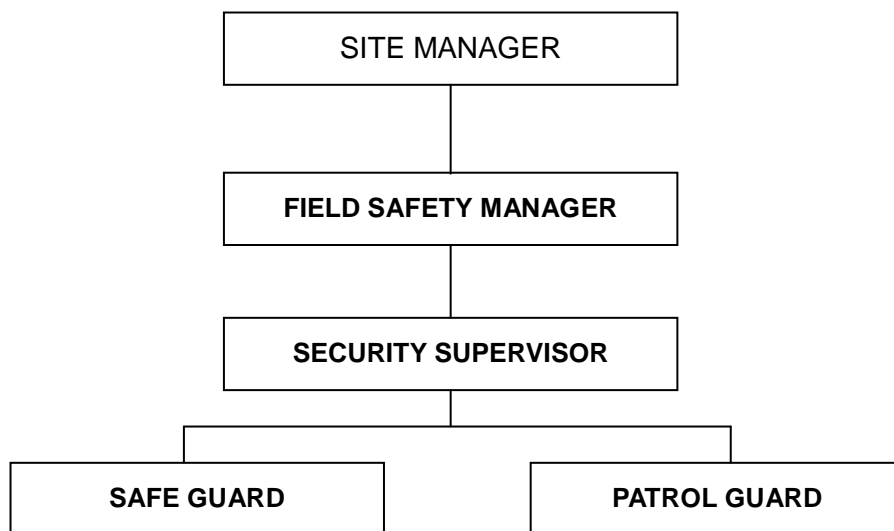 SITE MANAGER
FIELD SAFETY MANAGER
SECURITY SUPERVISOR
SAFE GUARD
PATROL GUARD